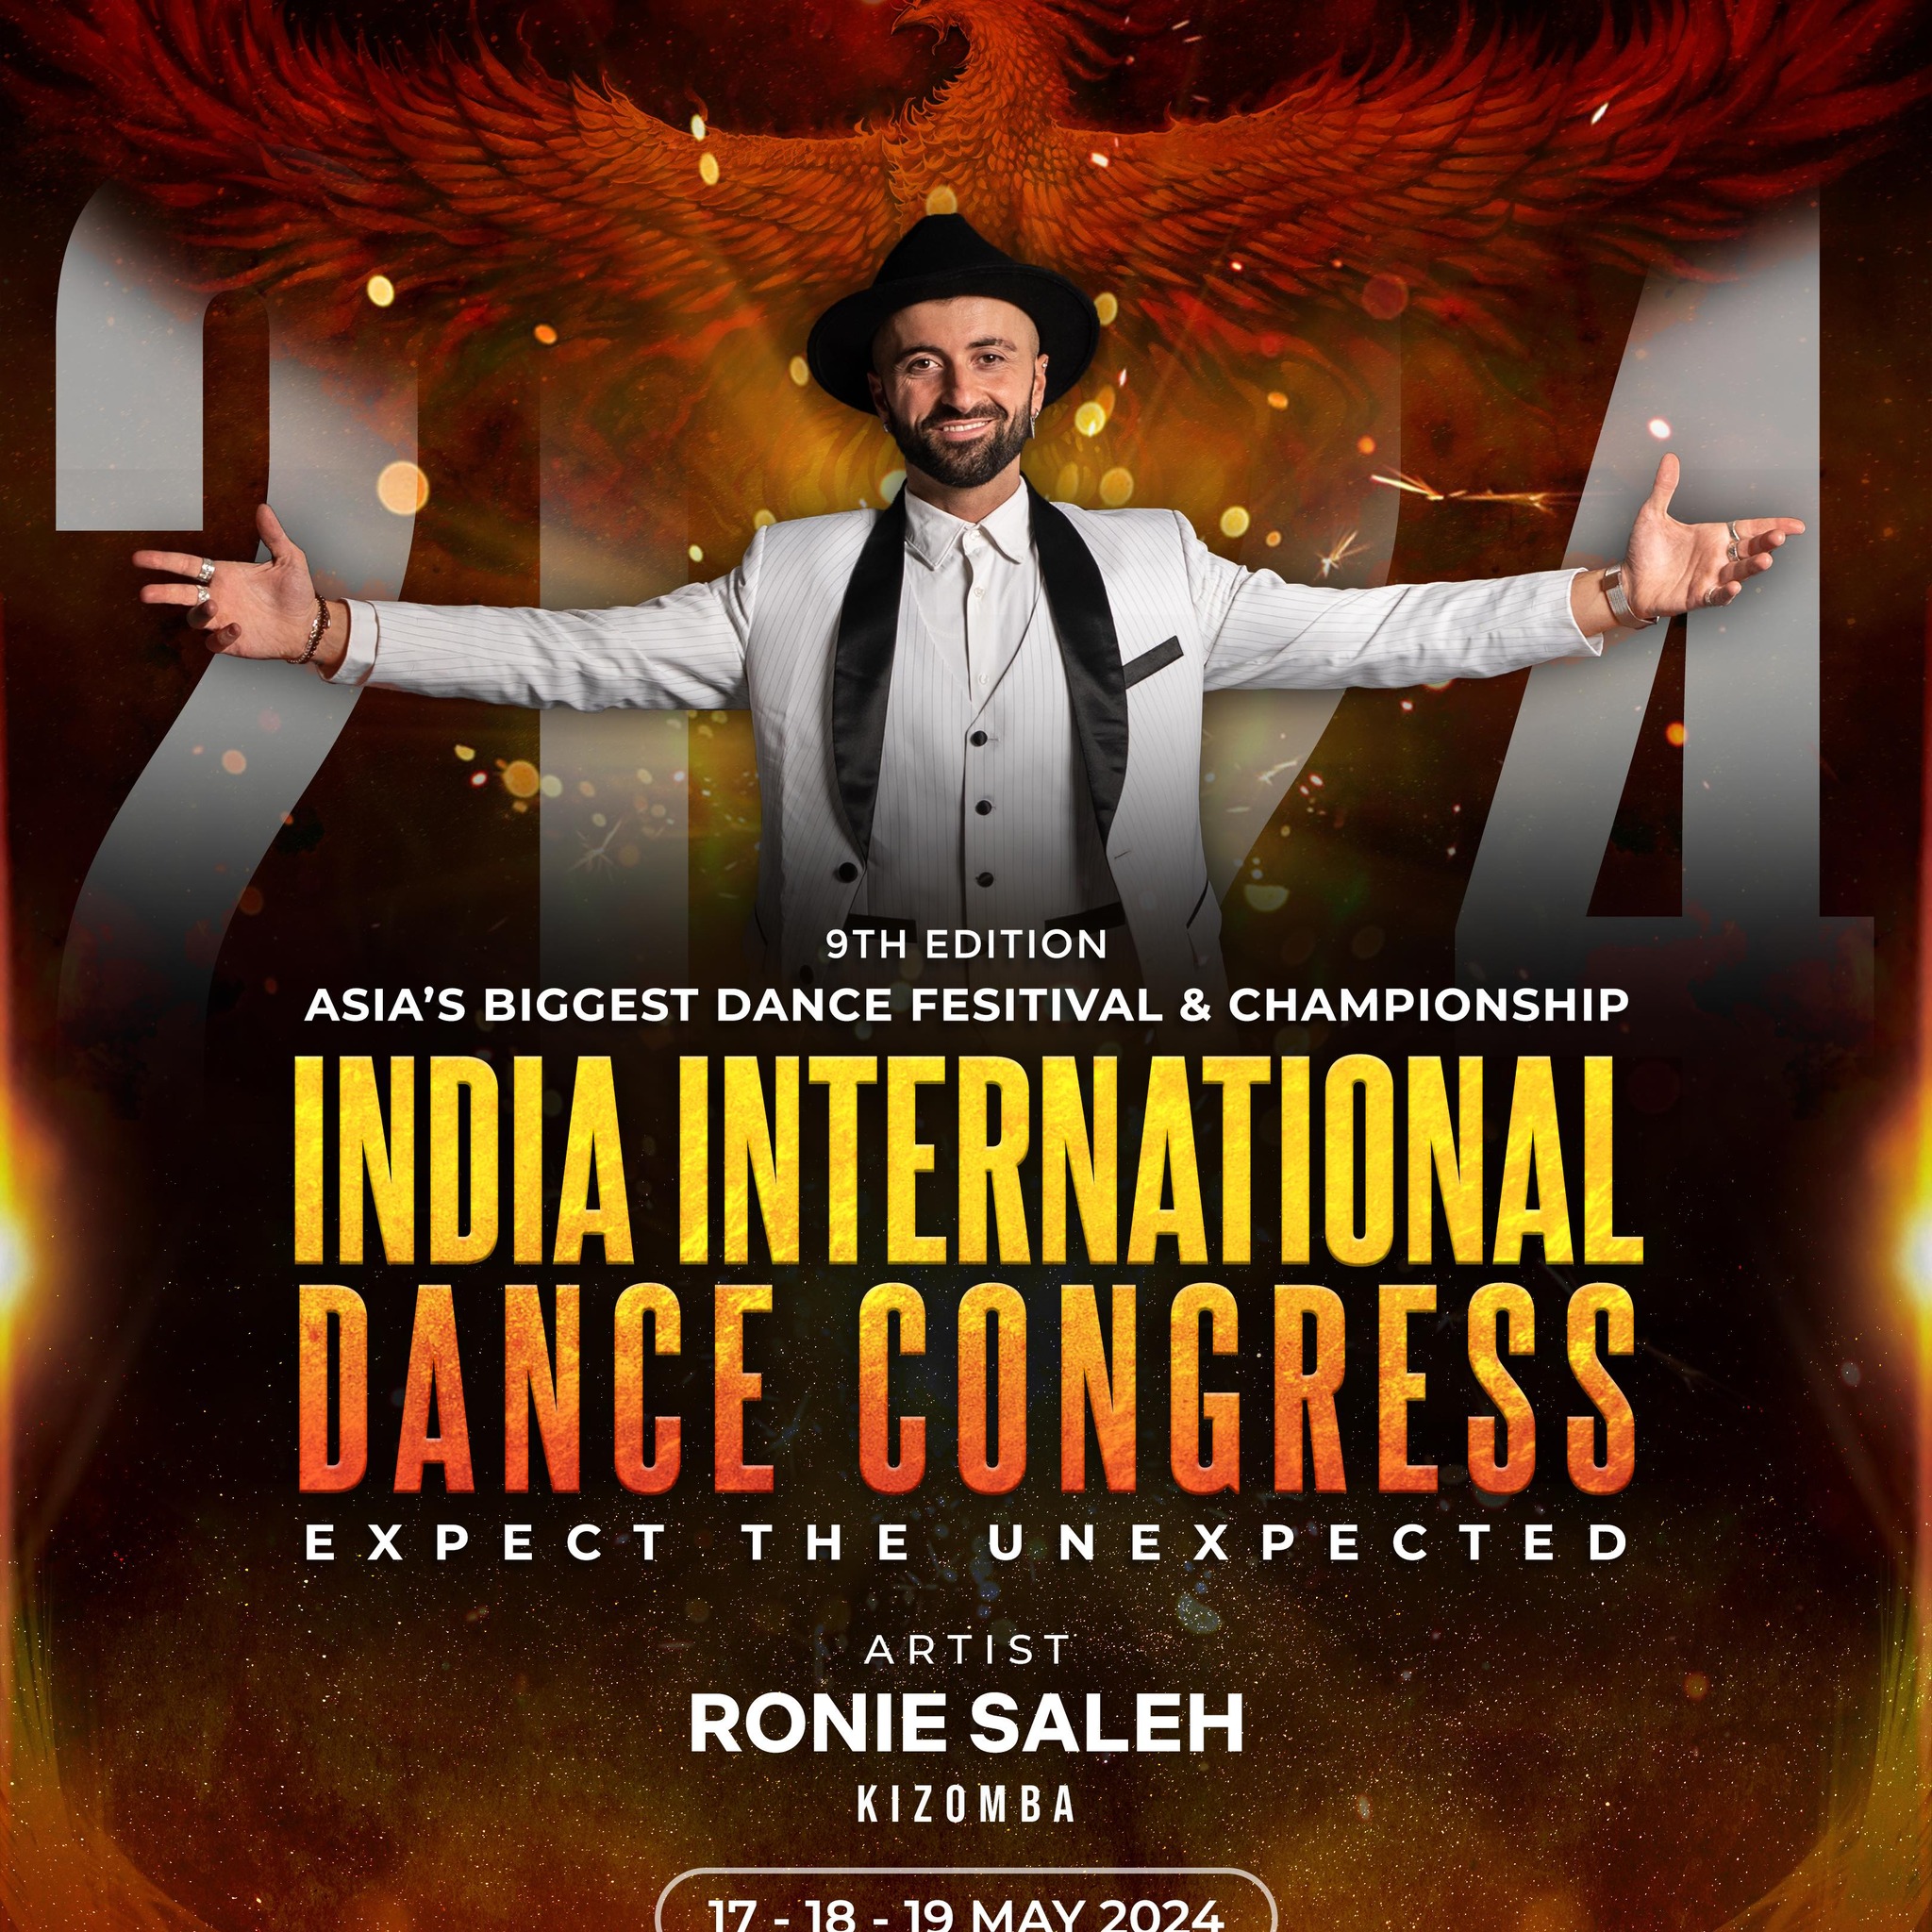 2024
9TH EDITION
ASIA'S BIGGEST DANCE FESITIVAL & CHAMPIONSHIP
INDIA INTERNATIONAL
DANCE CONGRESS
EXPECT THE UNEXPECTED
ARTIST
RONIE SALEH
KIZOMBA
17 - 18 - 19 MAY 2024